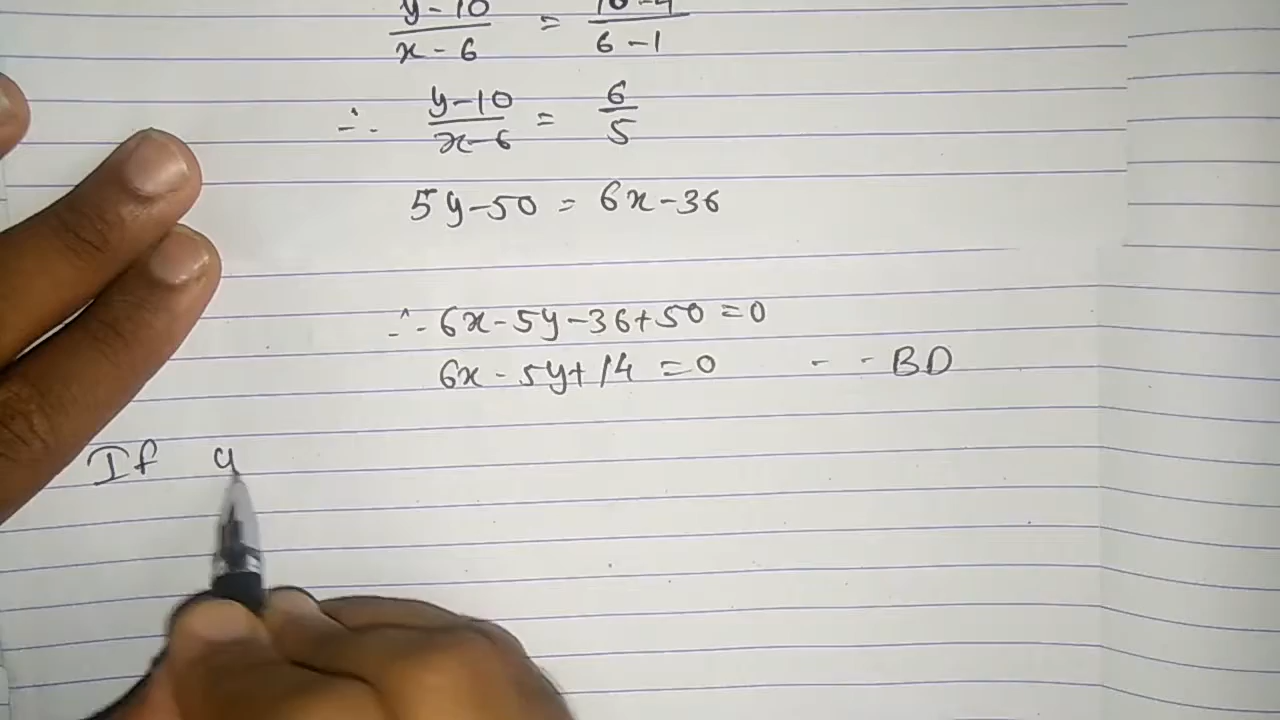 y-10 / x-6 = 10-4 / 6-1
∴ y-10 / x-6 = 6 / 5
5y-50 = 6x-36
∴ 6x-5y-36+50=0
6x-5y+14=0 - - BD
If